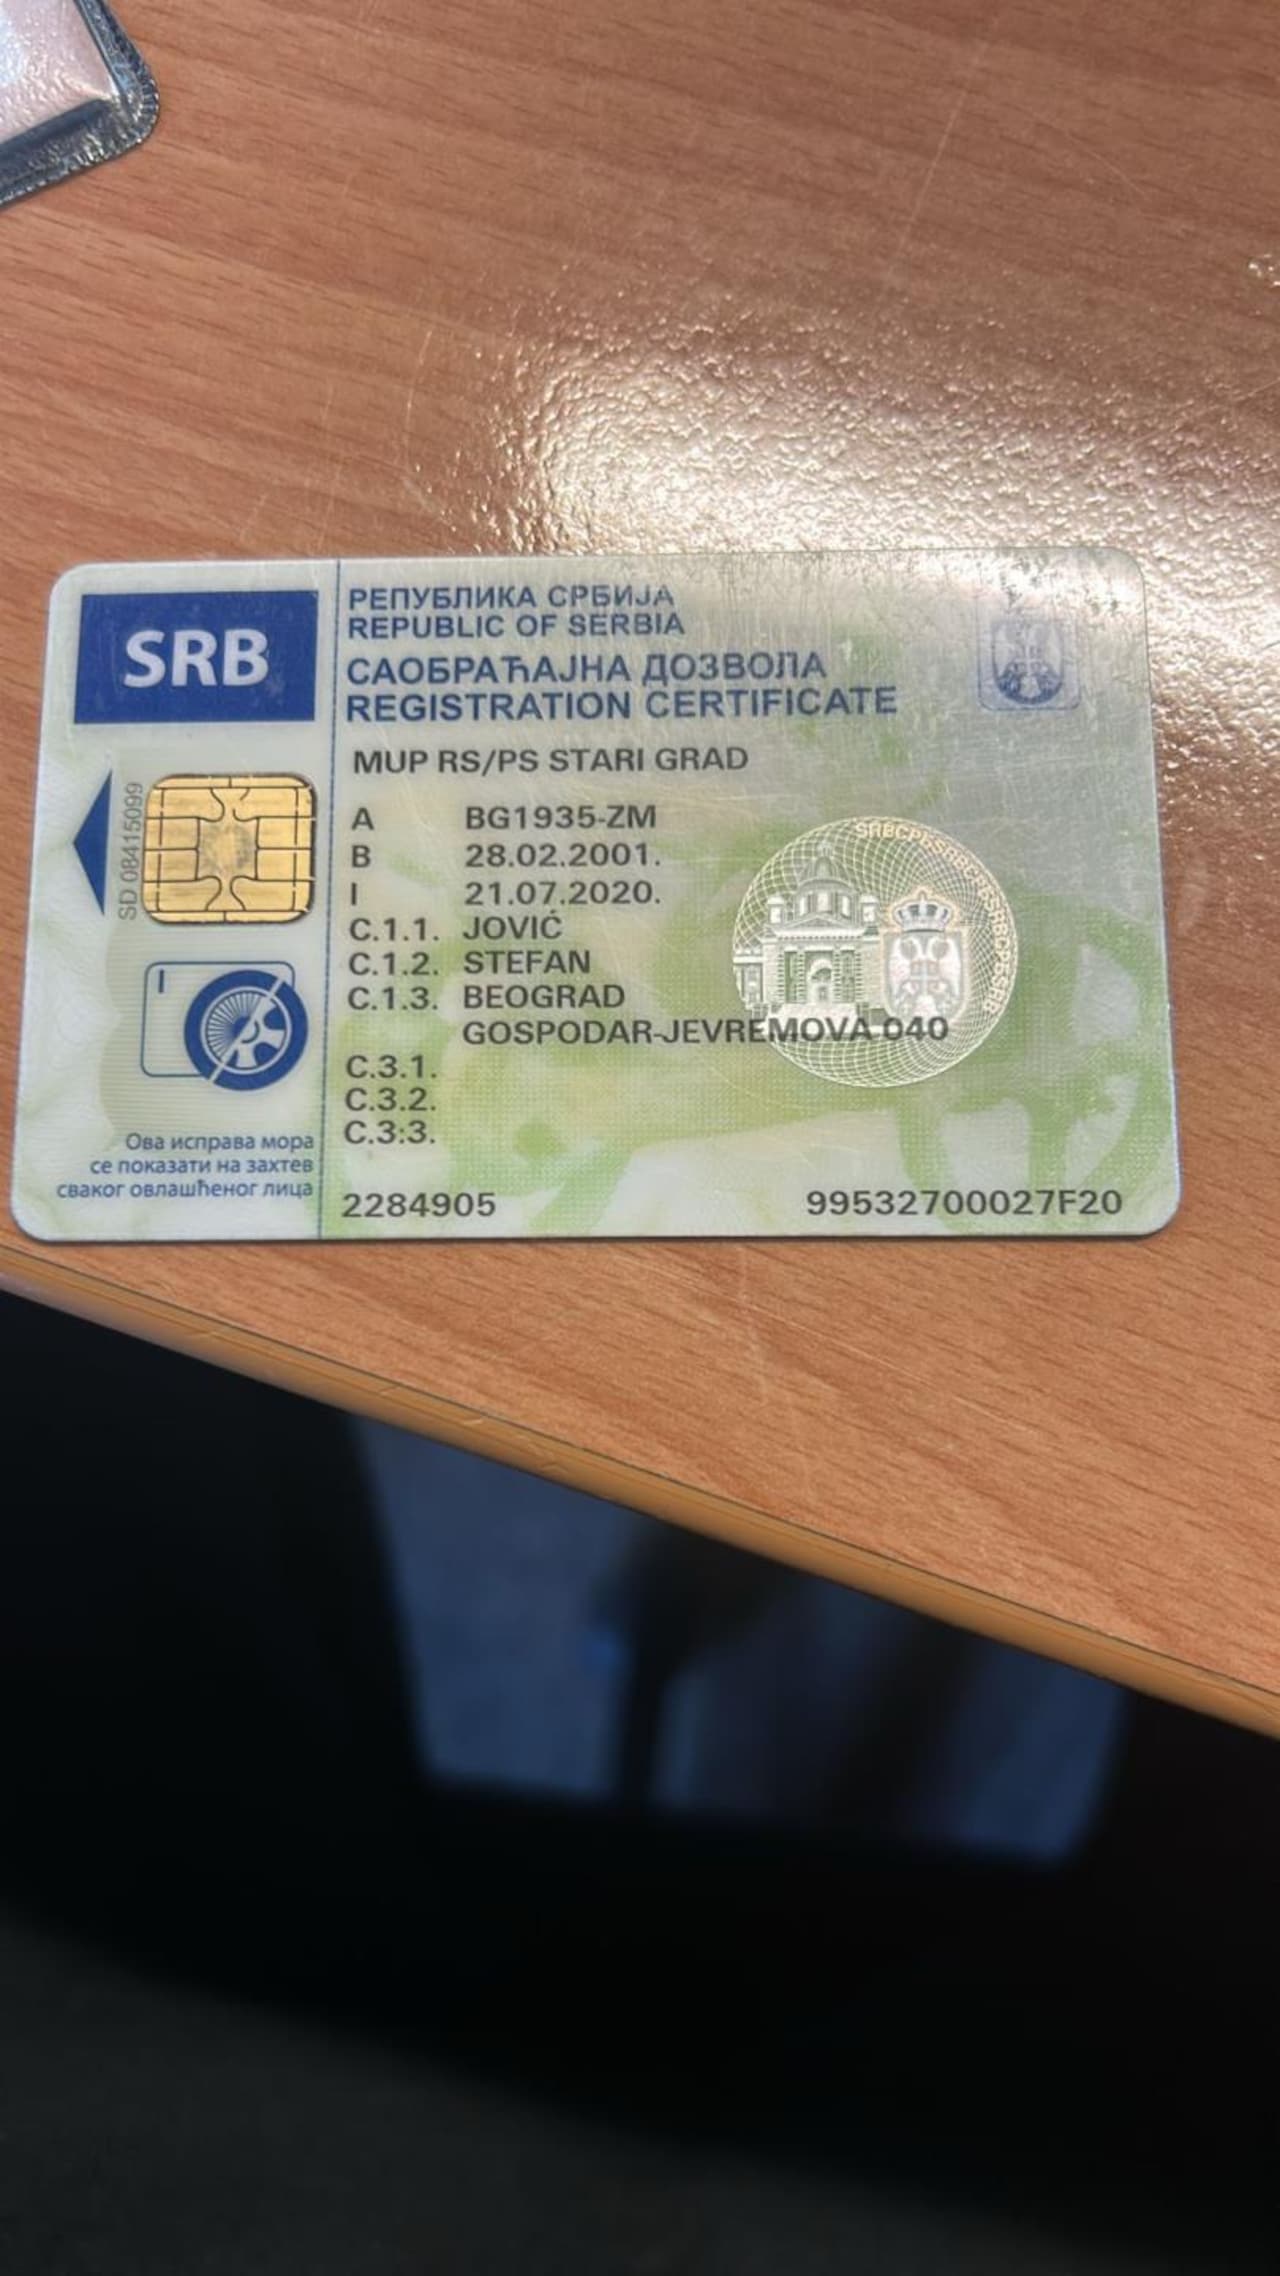 SRB
РЕПУБЛИКА СРБИЈА
REPUBLIC OF SERBIA
САОБРАЋАЈНА ДОЗВОЛА
REGISTRATION CERTIFICATE
MUP RS/PS STARI GRAD
A BG1935-ZM
B 28.02.2001.
I 21.07.2020.
C.1.1. JOVIĆ
C.1.2. STEFAN
C.1.3. BEOGRAD
GOSPODAR-JEVREMOVA 040
C.3.1.
C.3.2.
C.3:3.
SD 08415099
Ова исправа мора
се показати на захтев
сваког овлашћеног лица
2284905 99532700027F20